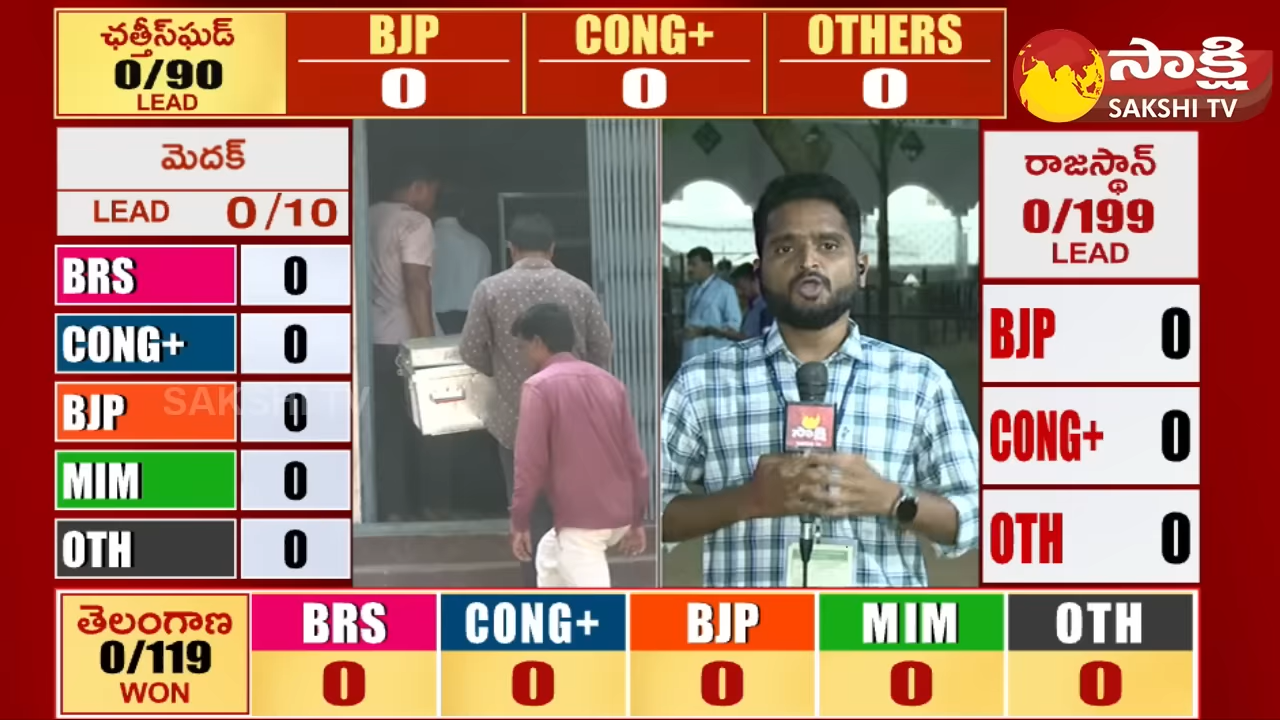 ఛత్తీస్‌ఘడ్
0/90
LEAD
BJP
0
CONG+
0
OTHERS
0
సాక్షి
SAKSHI TV
మెదక్
LEAD 0/10
BRS 0
CONG+ 0
BJP 0
MIM 0
OTH 0
SAKSHI TV
సాక్షి
రాజస్థాన్
0/199
LEAD
BJP 0
CONG+ 0
OTH 0
తెలంగాణ
0/119
WON
BRS
0
CONG+
0
BJP
0
MIM
0
OTH
0